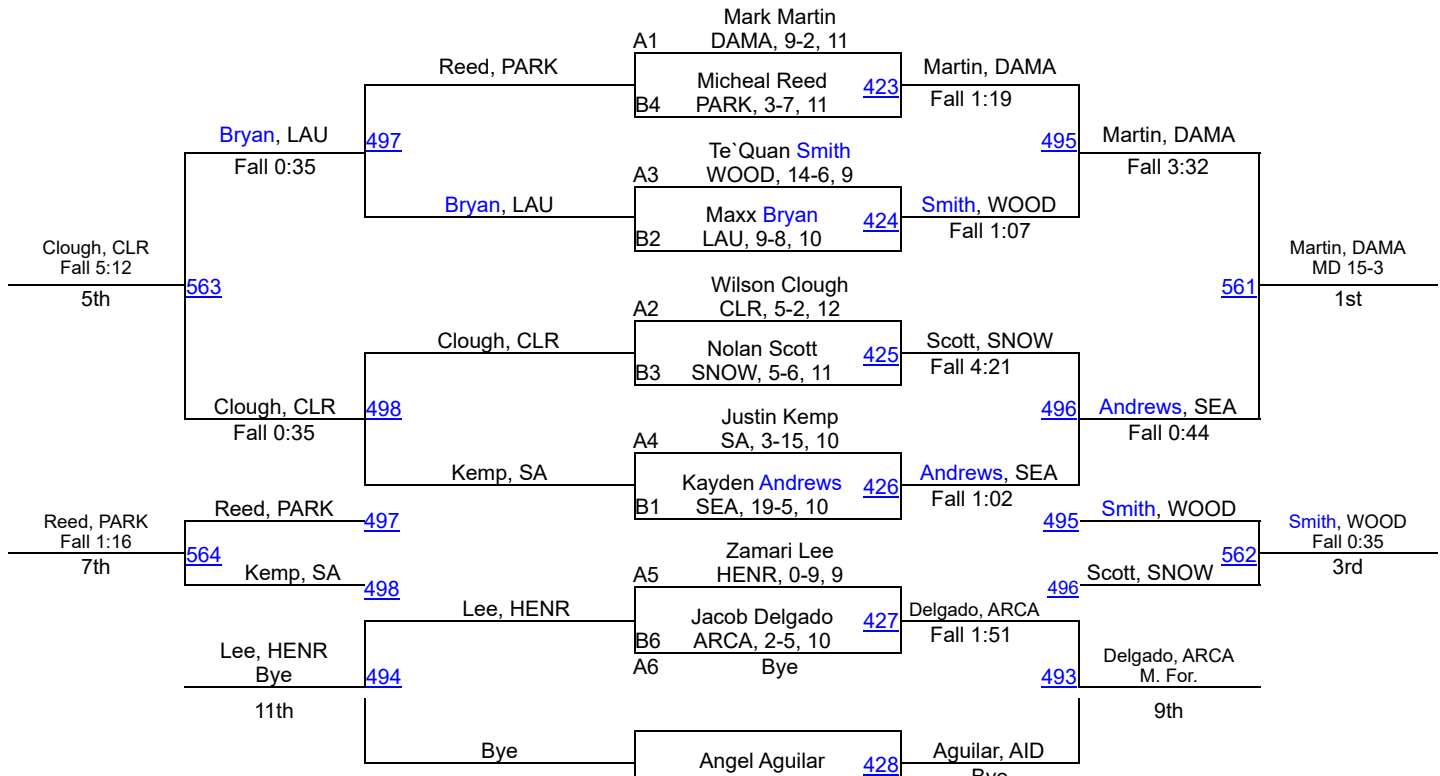 Mark Martin
A1 DAMA, 9-2, 11
Reed, PARK
Martin, DAMA
Micheal Reed
423
B4 PARK, 3-7, 11
Fall 1:19
Bryan, LAU
497
Fall 0:35
495
Martin, DAMA
Fall 3:32
Te`Quan Smith
A3 WOOD, 14-6, 9
Bryan, LAU
Smith, WOOD
Maxx Bryan
424
B2 LAU, 9-8, 10
Fall 1:07
Clough, CLR
Fall 5:12
5th
563
561
Martin, DAMA
MD 15-3
1st
Wilson Clough
A2 CLR, 5-2, 12
Clough, CLR
Scott, SNOW
Nolan Scott
425
B3 SNOW, 5-6, 11
Fall 4:21
Clough, CLR
498
Fall 0:35
496
Andrews, SEA
Fall 0:44
Justin Kemp
A4 SA, 3-15, 10
Kemp, SA
Andrews, SEA
Kayden Andrews
426
B1 SEA, 19-5, 10
Fall 1:02
Reed, PARK
497
495
Smith, WOOD
Reed, PARK
Fall 1:16
7th
564
562
Smith, WOOD
Fall 0:35
3rd
Kemp, SA
498
496
Scott, SNOW
Zamari Lee
A5 HENR, 0-9, 9
Lee, HENR
Delgado, ARCA
Jacob Delgado
427
B6 ARCA, 2-5, 10
Fall 1:51
A6 Bye
Lee, HENR
Bye
494
11th
493
Delgado, ARCA
M. For.
9th
Bye
Angel Aguilar
428
Aguilar, AID
Bye